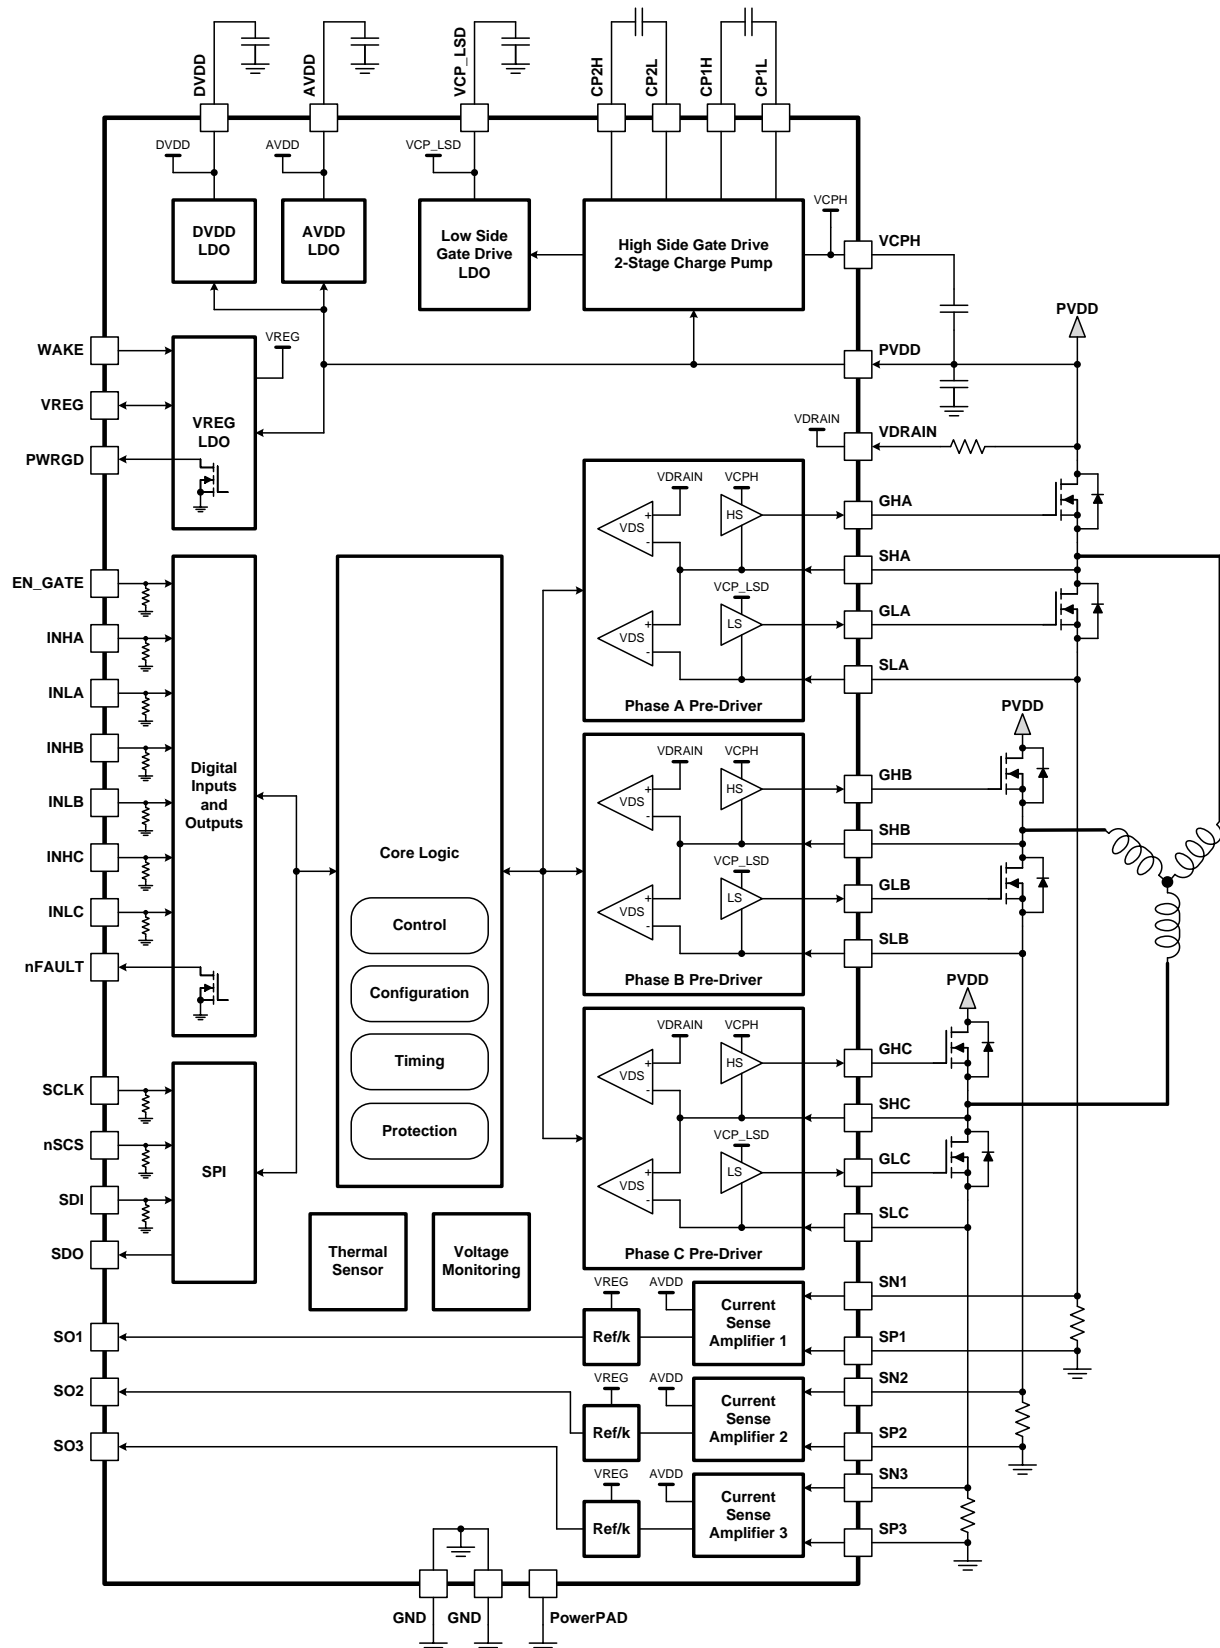 DVDD
AVDD
VCP_LSD
CP2H
CP2L
CP1H
CP1L
DVDD
AVDD
VCP_LSD
VCPH
DVDD
LDO
AVDD
LDO
Low Side
Gate Drive
LDO
High Side Gate Drive
2-Stage Charge Pump
VCPH
PVDD
WAKE
VREG
PVDD
VREG
VREG
LDO
VDRAIN
VDRAIN
PWRGD
VDRAIN
VCPH
+
VDS
-
HS
GHA
EN_GATE
SHA
VCP_LSD
INHA
+
VDS
-
LS
GLA
INLA
SLA
Phase A Pre-Driver
PVDD
INHB
VDRAIN
VCPH
Digital
Inputs
and
Outputs
+
VDS
-
HS
GHB
INLB
SHB
Core Logic
INHC
VCP_LSD
+
VDS
-
LS
GLB
INLC
Control
SLB
nFAULT
Configuration
Phase B Pre-Driver
PVDD
VDRAIN
VCPH
Timing
+
VDS
-
HS
GHC
SCLK
SHC
Protection
nSCS
VCP_LSD
SPI
+
VDS
-
LS
GLC
SDI
SLC
SDO
Thermal
Sensor
Voltage
Monitoring
Phase C Pre-Driver
VREG
AVDD
SN1
Current
Sense
Amplifier 1
SO1
Ref/k
SP1
VREG
AVDD
SN2
SO2
Current
Sense
Amplifier 2
Ref/k
SP2
SO3
VREG
AVDD
SN3
Current
Sense
Amplifier 3
Ref/k
SP3
GND
GND
PowerPAD